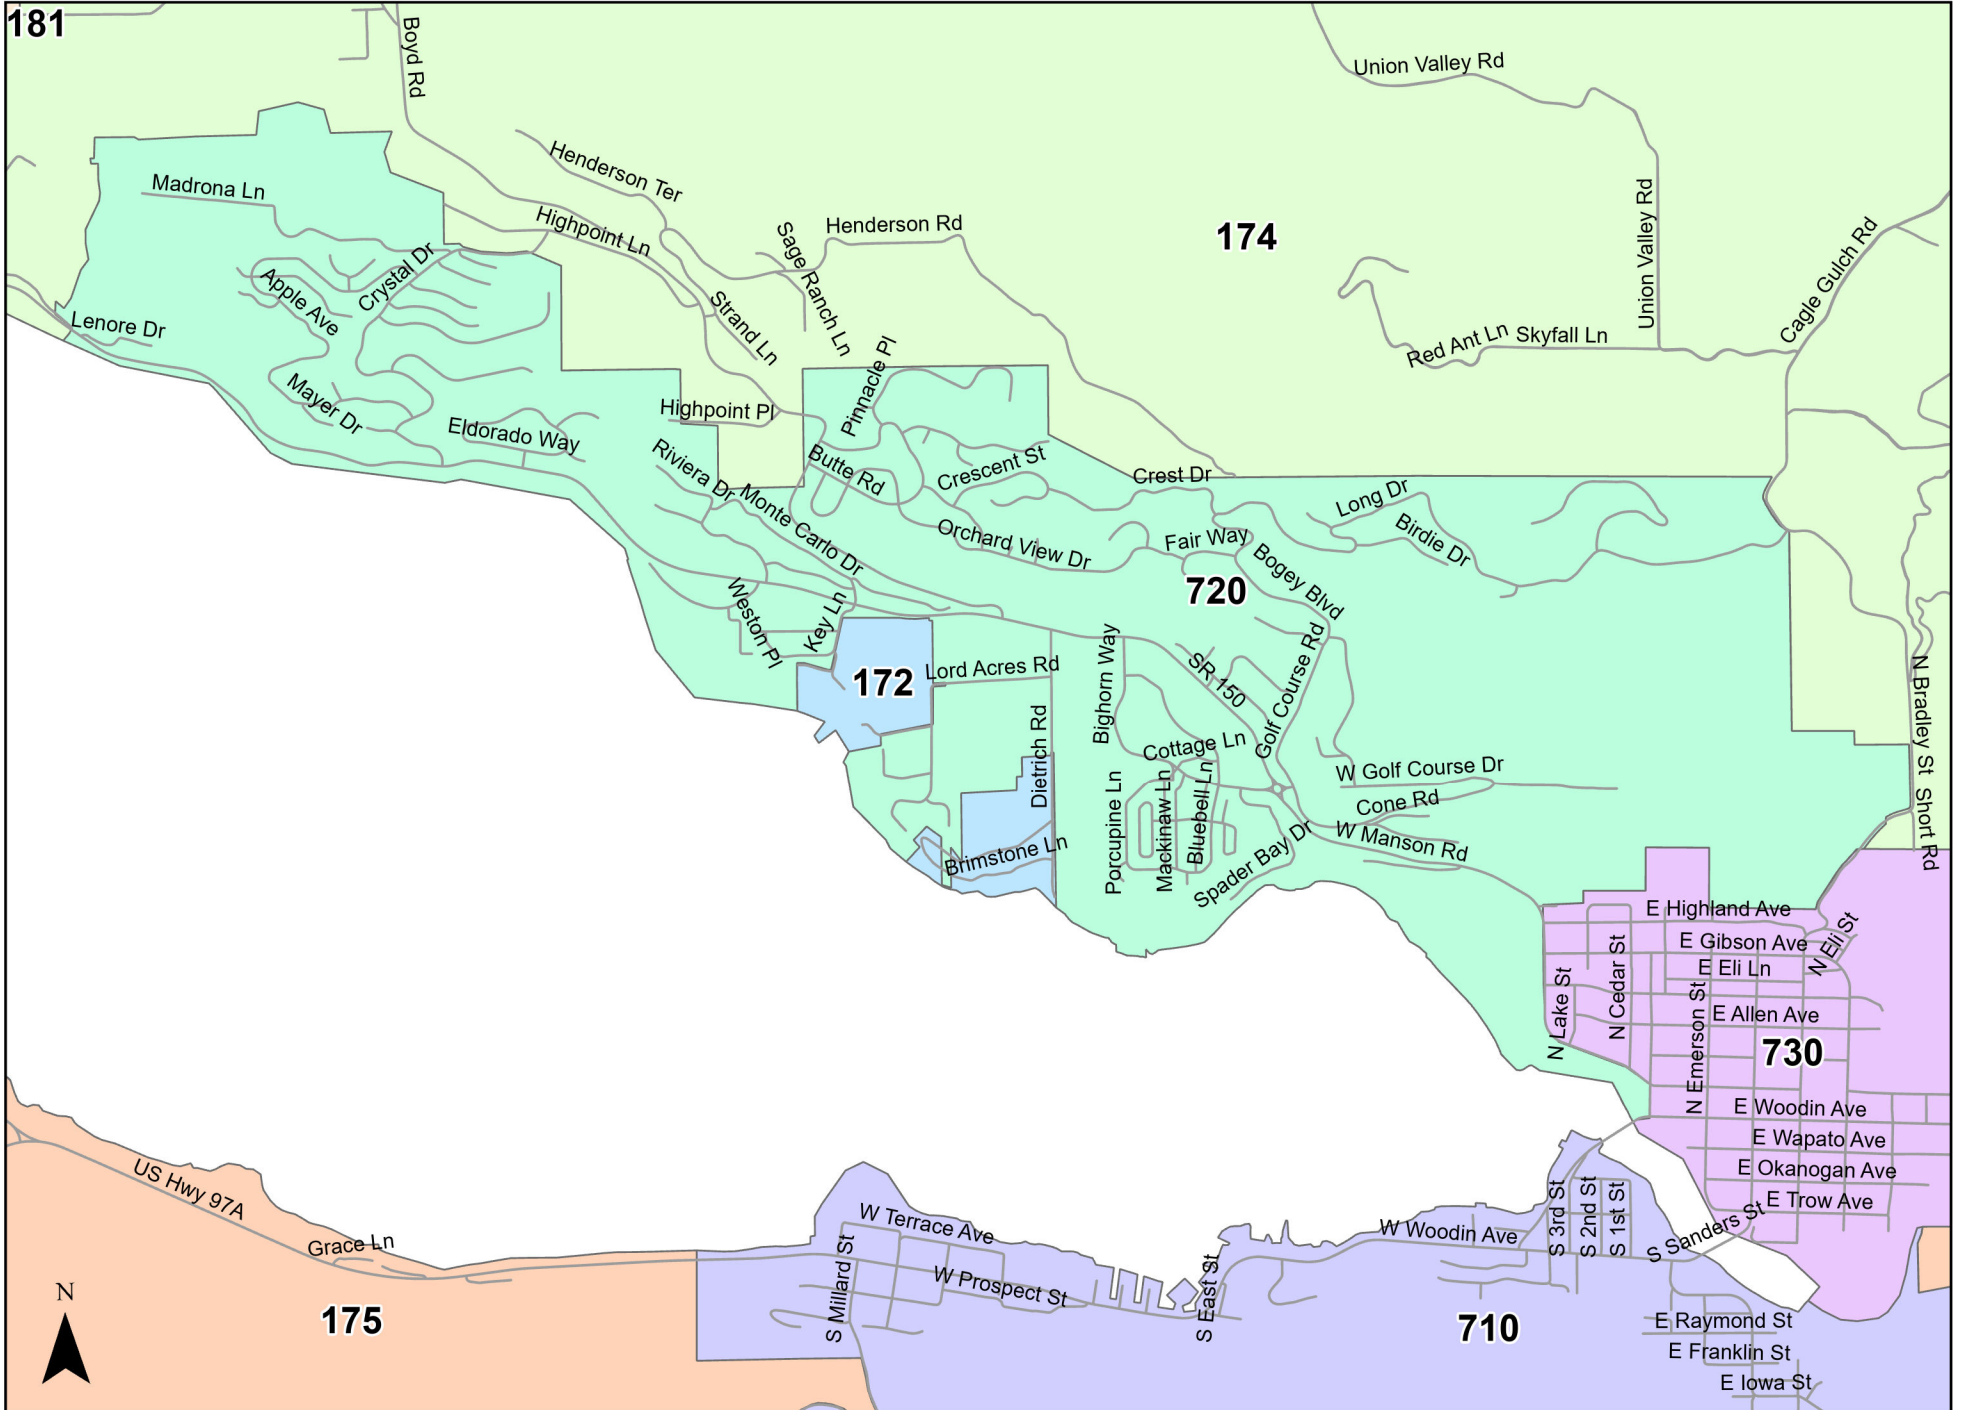 181
Boyd Rd
Union Valley Rd
Henderson Ter
Madrona Ln
Highpoint Ln
Henderson Rd
Sage Ranch Ln
174
Union Valley Rd
Cagle Gulch Rd
Crystal Dr
Apple Ave
Lenore Dr
Strand Ln
Red Ant Ln
Skyfall Ln
Pinnacle Pl
Mayer Dr
Highpoint Pl
Eldorado Way
Riviera Dr
Butte Rd
Crescent St
Crest Dr
Long Dr
Monte Carlo Dr
Orchard View Dr
Fair Way
Birdie Dr
Bogey Blvd
720
Weston Pl
Key Ln
172
Lord Acres Rd
Bighorn Way
SR 150
Golf Course Rd
N Bradley St
Dietrich Rd
Cottage Ln
W Golf Course Dr
Porcupine Ln
Mackinaw Ln
Bluebell Ln
Cone Rd
Short Rd
Brimstone Ln
Spader Bay Dr
W Manson Rd
E Highland Ave
E Gibson Ave
N Eli St
E Eli Ln
N Lake St
N Cedar St
N Emerson St
E Allen Ave
730
E Woodin Ave
E Wapato Ave
E Okanogan Ave
E Trow Ave
US Hwy 97A
Grace Ln
W Terrace Ave
W Woodin Ave
S 3rd St
S 2nd St
S 1st St
S Sanders St
S Millard St
W Prospect St
S East St
N
175
710
E Raymond St
E Franklin St
E Iowa St